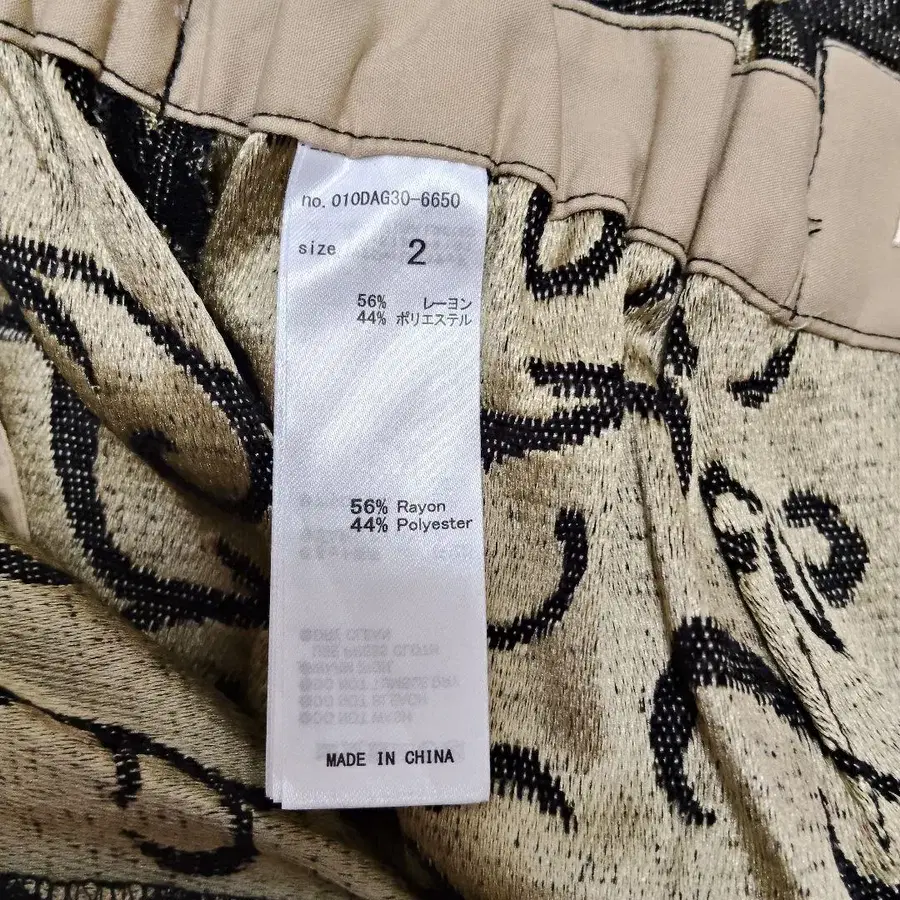 no. 010DAG30-6650
size 2
56% レーヨン
44% ポリエステル
56% Rayon
44% Polyester
MADE IN CHINA